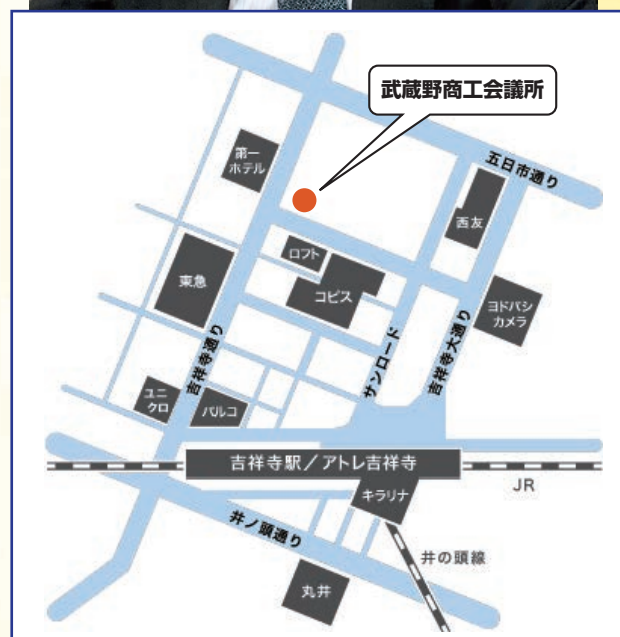 武蔵野商工会議所
五日市通り
第一
ホテル
西友
ロフト
東急
コピス
ヨドバシ
カメラ
吉祥寺通り
サンロード
吉祥寺大通り
ユニ
クロ
パルコ
吉祥寺駅／アトレ吉祥寺
JR
キラリナ
井ノ頭通り
井の頭線
丸井